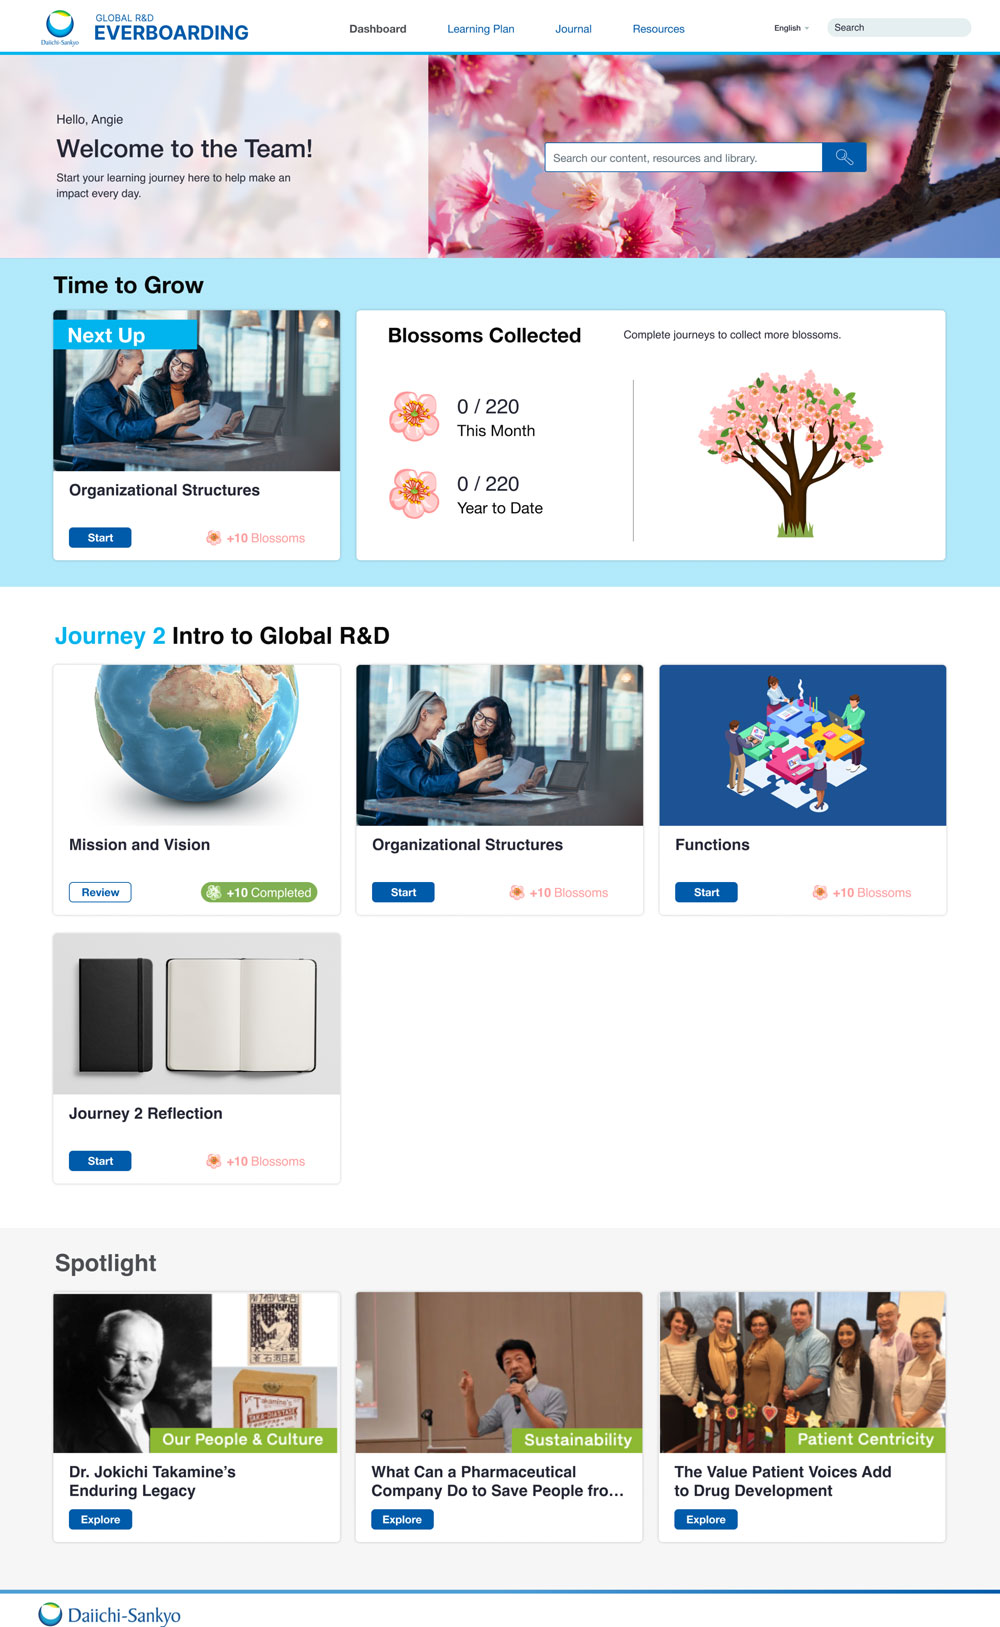 GLOBAL R&D
EVERBOARDING
Daiichi-Sankyo
Dashboard
Learning Plan
Journal
Resources
English
Search
Hello, Angie
Welcome to the Team!
Start your learning journey here to help make an
impact every day.
Search our content, resources and library.
Time to Grow
Next Up
Organizational Structures
Start
+10 Blossoms
Blossoms Collected
Complete journeys to collect more blossoms.
0 / 220
This Month
0 / 220
Year to Date
Journey 2 Intro to Global R&D
Mission and Vision
Review
+10 Completed
Organizational Structures
Start
+10 Blossoms
Functions
Start
+10 Blossoms
Journey 2 Reflection
Start
+10 Blossoms
Spotlight
Takamine's
TAKA-DIASTASE
Our People & Culture
Dr. Jokichi Takamine’s
Enduring Legacy
Explore
Sustainability
What Can a Pharmaceutical
Company Do to Save People fro...
Explore
Patient Centricity
The Value Patient Voices Add
to Drug Development
Explore
Daiichi-Sankyo